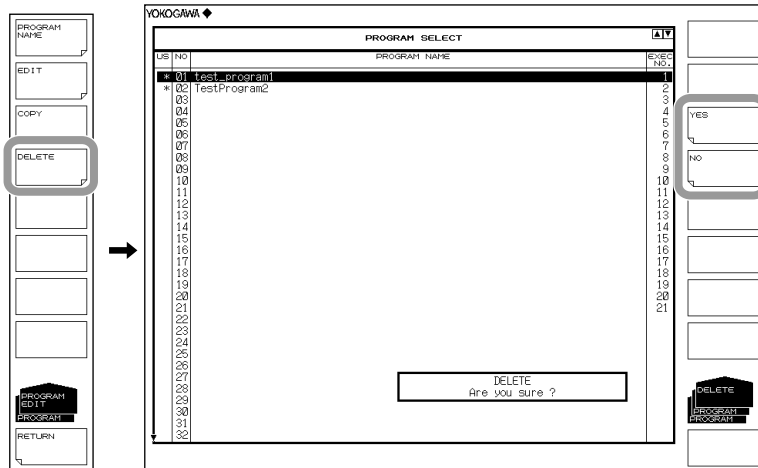 PROGRAM
NAME
EDIT
COPY
DELETE
PROGRAM
EDIT
PROGRAM
RETURN
YOKOGAWA
PROGRAM SELECT
US NO PROGRAM NAME EXEC NO.
* 01 test_program1 1
* 02 TestProgram2 2
03 3
04 4
05 5
06 6
07 7
08 8
09 9
10 10
11 11
12 12
13 13
14 14
15 15
16 16
17 17
18 18
19 19
20 20
21 21
22
23
24
25
26
27
28
29
30
31
32
DELETE
Are you sure ?
YES
NO
DELETE
PROGRAM
PROGRAM